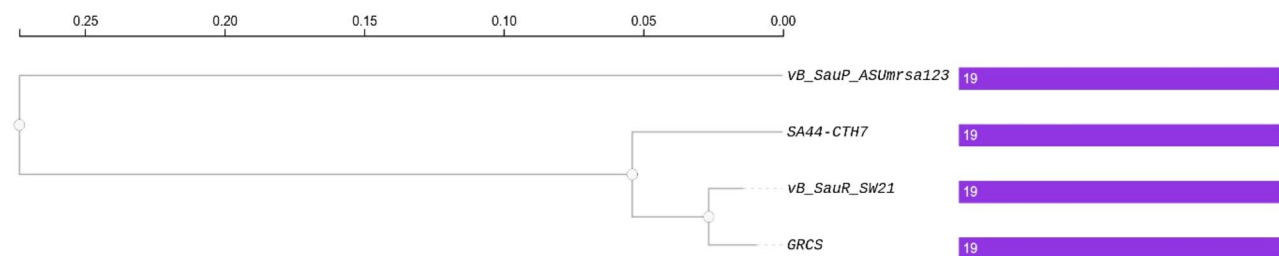 0.25 0.20 0.15 0.10 0.05 0.00
vB_SauP_ASUmrsa123 19
SA44-CTH7 19
vB_SauR_SW21 19
GRCS 19